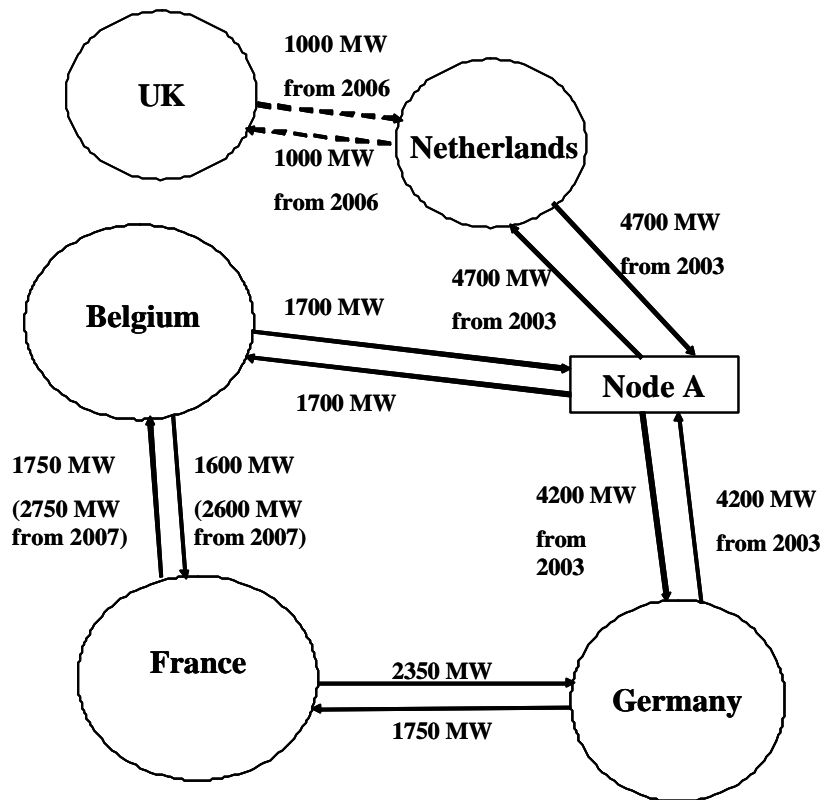 1000 MW
from 2006
UK
Netherlands
1000 MW
from 2006
4700 MW
from 2003
4700 MW
from 2003
Belgium
1700 MW
Node A
1700 MW
1750 MW
(2750 MW
from 2007)
1600 MW
(2600 MW
from 2007)
4200 MW
from
2003
4200 MW
from 2003
France
2350 MW
Germany
1750 MW